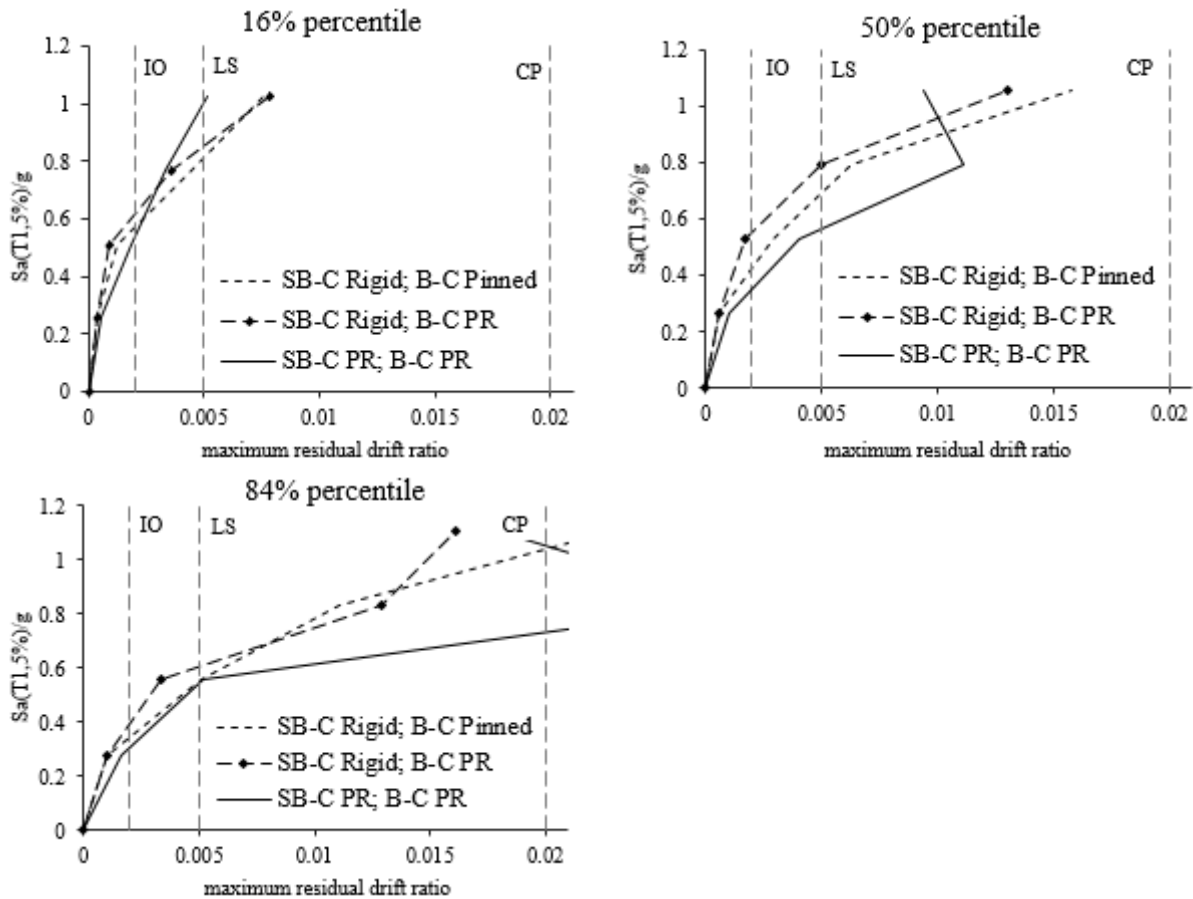 16% percentile
1.2
1
0.8
0.6
0.4
0.2
0
Sa(T1,5%)/g
IO
LS
CP
SB-C Rigid; B-C Pinned
SB-C Rigid; B-C PR
SB-C PR; B-C PR
0 0.005 0.01 0.015 0.02
maximum residual drift ratio
50% percentile
1.2
1
0.8
0.6
0.4
0.2
0
Sa(T1,5%)/g
IO
LS
CP
SB-C Rigid; B-C Pinned
SB-C Rigid; B-C PR
SB-C PR; B-C PR
0 0.005 0.01 0.015 0.02
maximum residual drift ratio
84% percentile
1.2
1
0.8
0.6
0.4
0.2
0
Sa(T1,5%)/g
IO
LS
CP
SB-C Rigid; B-C Pinned
SB-C Rigid; B-C PR
SB-C PR; B-C PR
0 0.005 0.01 0.015 0.02
maximum residual drift ratio